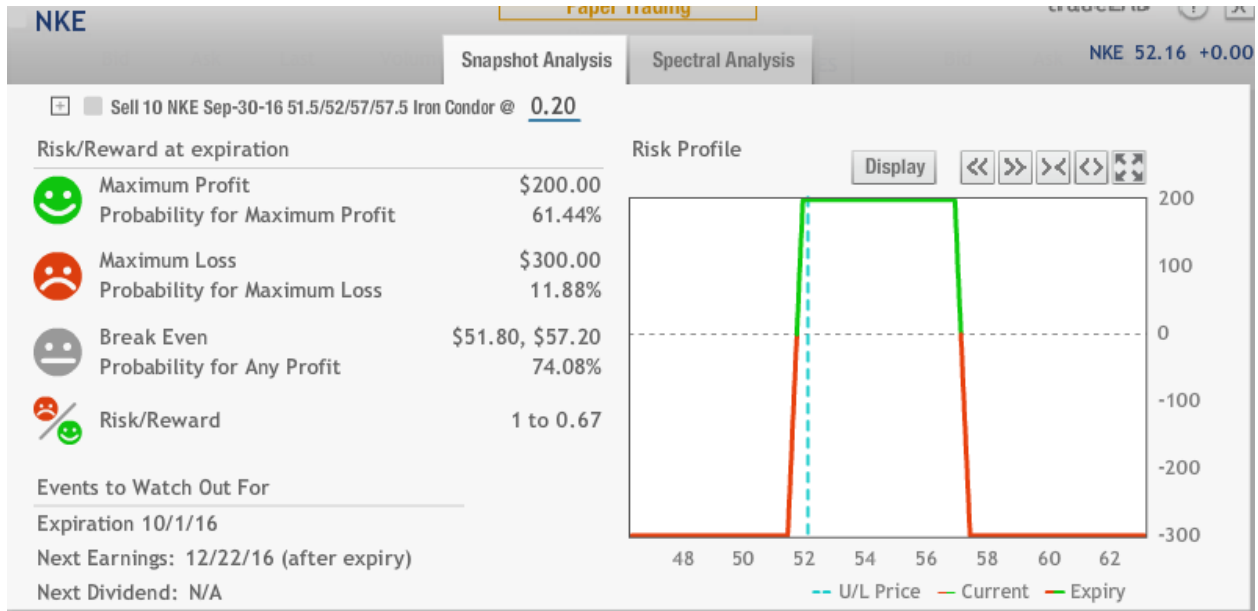 Paper Trading
NKE
Snapshot Analysis
Spectral Analysis
NKE 52.16 +0.00
Sell 10 NKE Sep-30-16 51.5/52/57/57.5 Iron Condor @ 0.20
Risk/Reward at expiration
Maximum Profit $200.00
Probability for Maximum Profit 61.44%
Maximum Loss $300.00
Probability for Maximum Loss 11.88%
Break Even $51.80, $57.20
Probability for Any Profit 74.08%
Risk/Reward 1 to 0.67
Events to Watch Out For
Expiration 10/1/16
Next Earnings: 12/22/16 (after expiry)
Next Dividend: N/A
Risk Profile
Display
200
100
0
-100
-200
-300
48 50 52 54 56 58 60 62
U/L Price Current Expiry